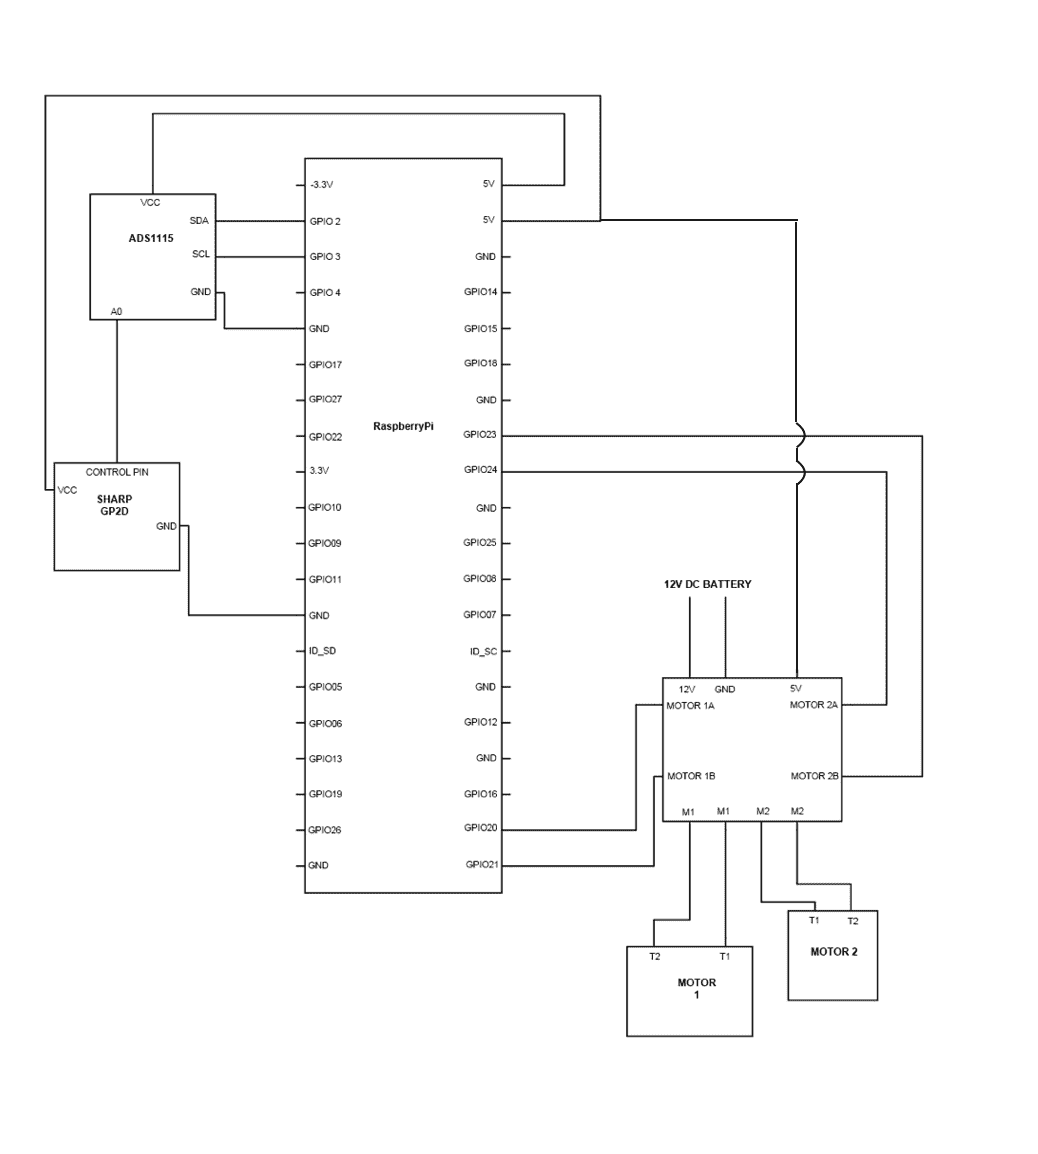 -3.3V
5V
VCC
SDA
GPIO 2
5V
ADS1115
SCL
GPIO 3
GND
GND
GPIO 4
GPIO14
A0
GND
GPIO15
GPIO17
GPIO18
GPIO27
GND
RaspberryPi
GPIO22
GPIO23
CONTROL PIN
3.3V
GPIO24
VCC
SHARP
GP2D
GND
GPIO10
GND
GPIO09
GPIO25
GPIO11
GPIO08
12V DC BATTERY
GND
GPIO07
ID_SD
ID_SC
GPIO05
GND
12V
GND
5V
MOTOR 1A
MOTOR 2A
GPIO06
GPIO12
GPIO13
GND
MOTOR 1B
MOTOR 2B
GPIO19
GPIO16
M1
M1
M2
M2
GPIO26
GPIO20
GND
GPIO21
T1
T2
MOTOR 2
T2
T1
MOTOR
1